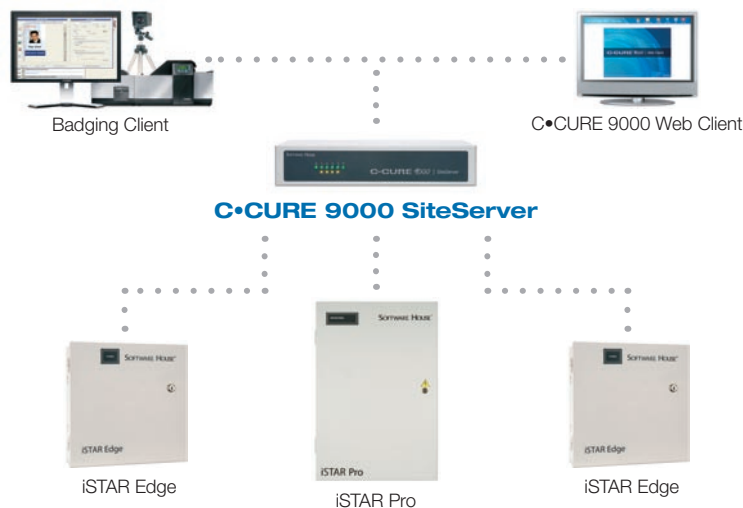 Badging Client
C•CURE 9000 Web Client
C•CURE 9000 SiteServer
SOFTWARE HOUSE
iSTAR Edge
iSTAR Edge
SOFTWARE HOUSE
iSTAR Pro
iSTAR Pro
SOFTWARE HOUSE
iSTAR Edge
iSTAR Edge